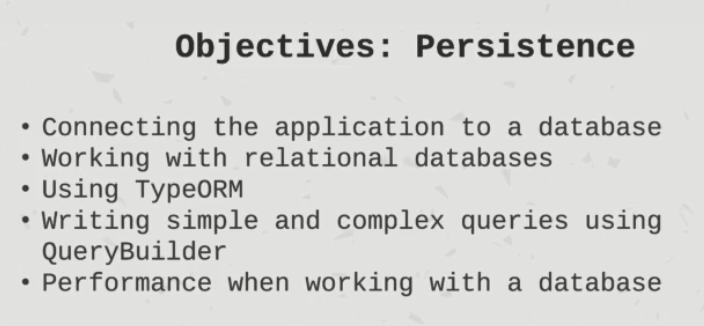 Objectives: Persistence
• Connecting the application to a database
• Working with relational databases
• Using TypeORM
• Writing simple and complex queries using
QueryBuilder
• Performance when working with a database